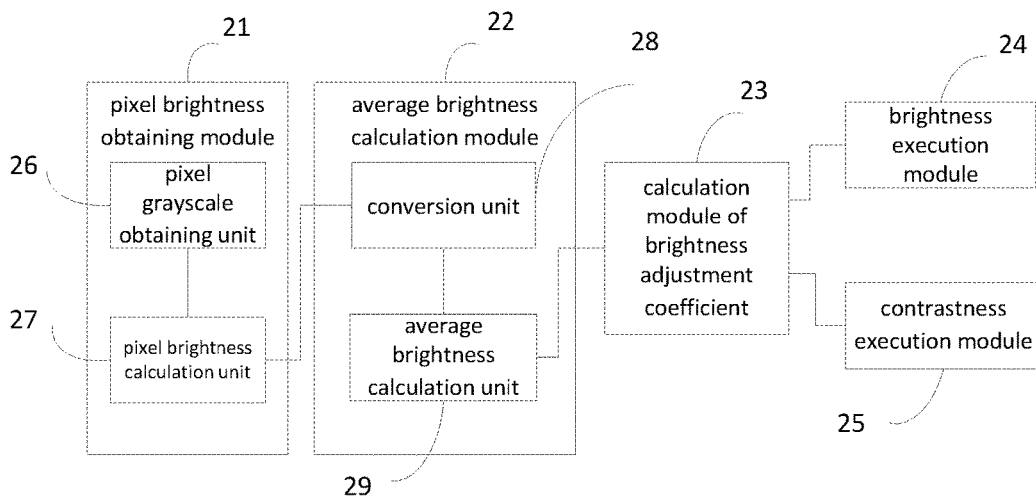 21
22
28
24
23
pixel brightness
obtaining module
average brightness
calculation module
brightness
execution
module
26
pixel
grayscale
obtaining unit
conversion unit
calculation
module of
brightness
adjustment
coefficient
27
pixel brightness
calculation unit
average
brightness
calculation unit
contrastness
execution module
25
29